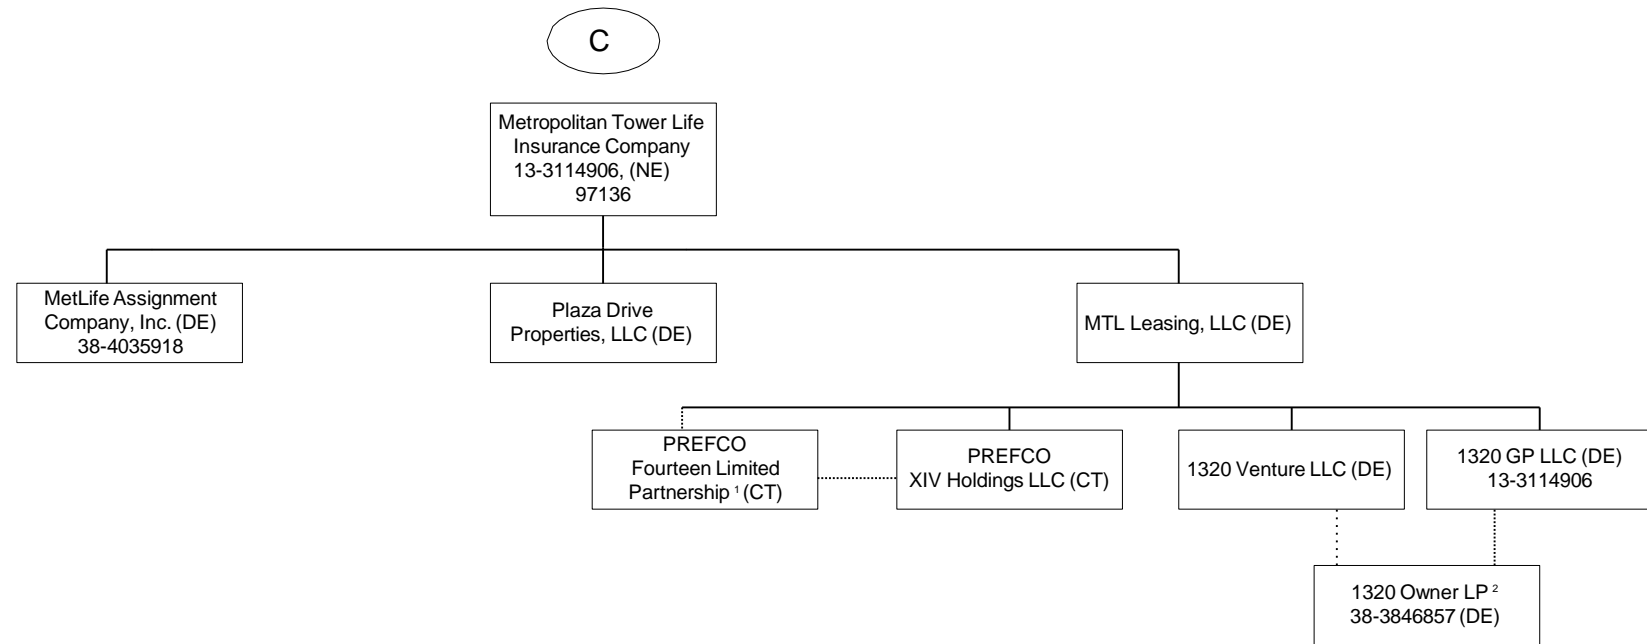 C
Metropolitan Tower Life
Insurance Company
13-3114906, (NE)
97136
MetLife Assignment
Company, Inc. (DE)
38-4035918
Plaza Drive
Properties, LLC (DE)
MTL Leasing, LLC (DE)
PREFCO
Fourteen Limited
Partnership ¹ (CT)
PREFCO
XIV Holdings LLC (CT)
1320 Venture LLC (DE)
1320 GP LLC (DE)
13-3114906
1320 Owner LP ²
38-3846857 (DE)